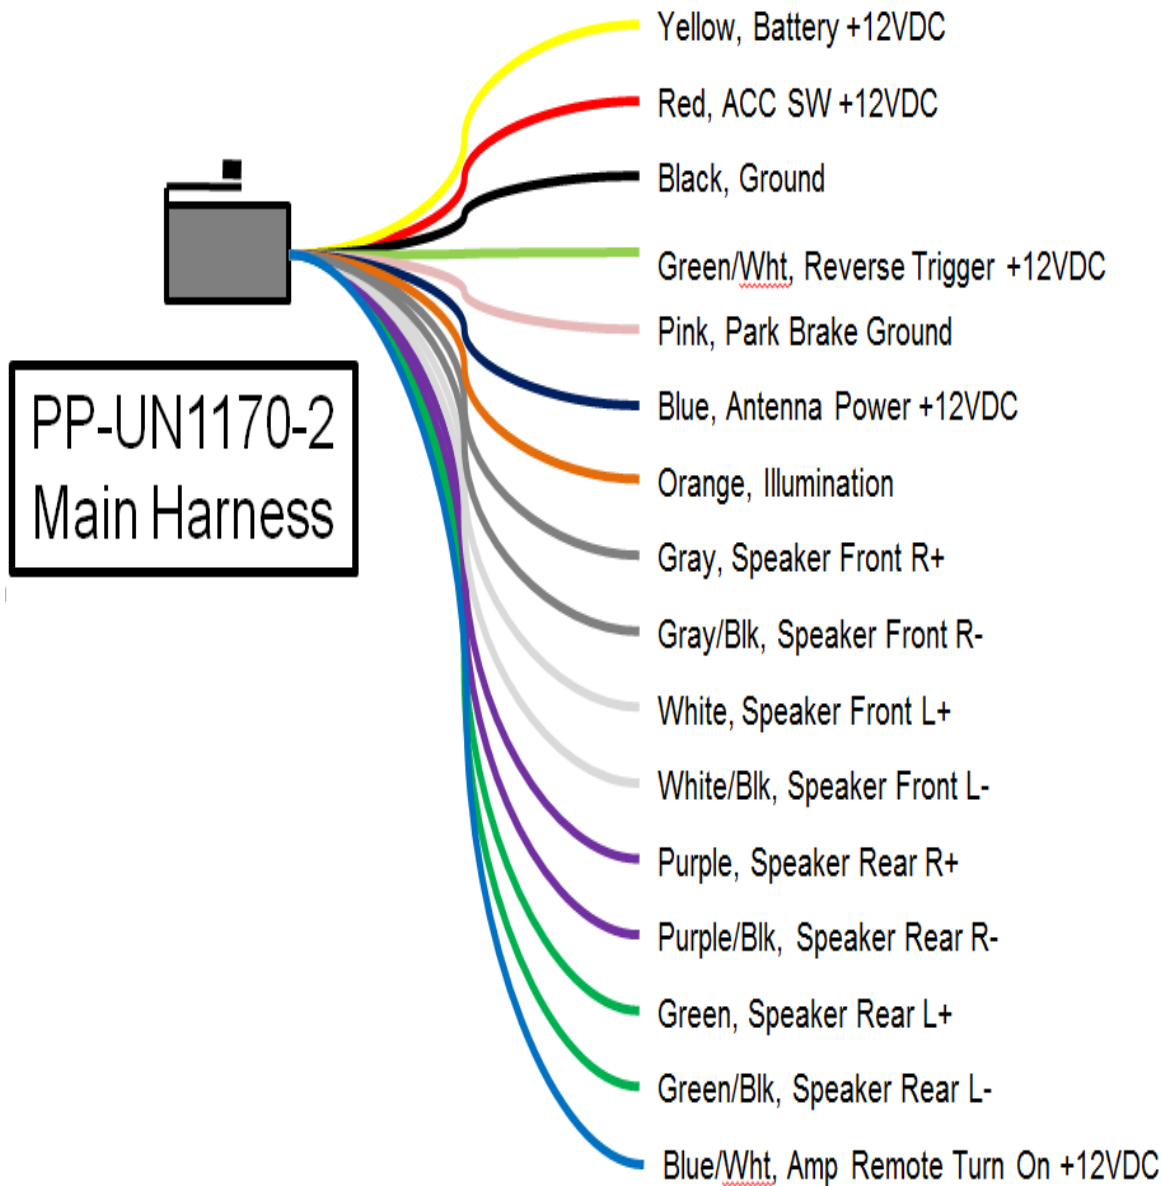 Yellow, Battery +12VDC
Red, ACC SW +12VDC
Black, Ground
Green/Wht, Reverse Trigger +12VDC
Pink, Park Brake Ground
Blue, Antenna Power +12VDC
Orange, Illumination
Gray, Speaker Front R+
Gray/Blk, Speaker Front R-
White, Speaker Front L+
White/Blk, Speaker Front L-
Purple, Speaker Rear R+
Purple/Blk, Speaker Rear R-
Green, Speaker Rear L+
Green/Blk, Speaker Rear L-
Blue/Wht, Amp Remote Turn On +12VDC
PP-UN1170-2
Main Harness